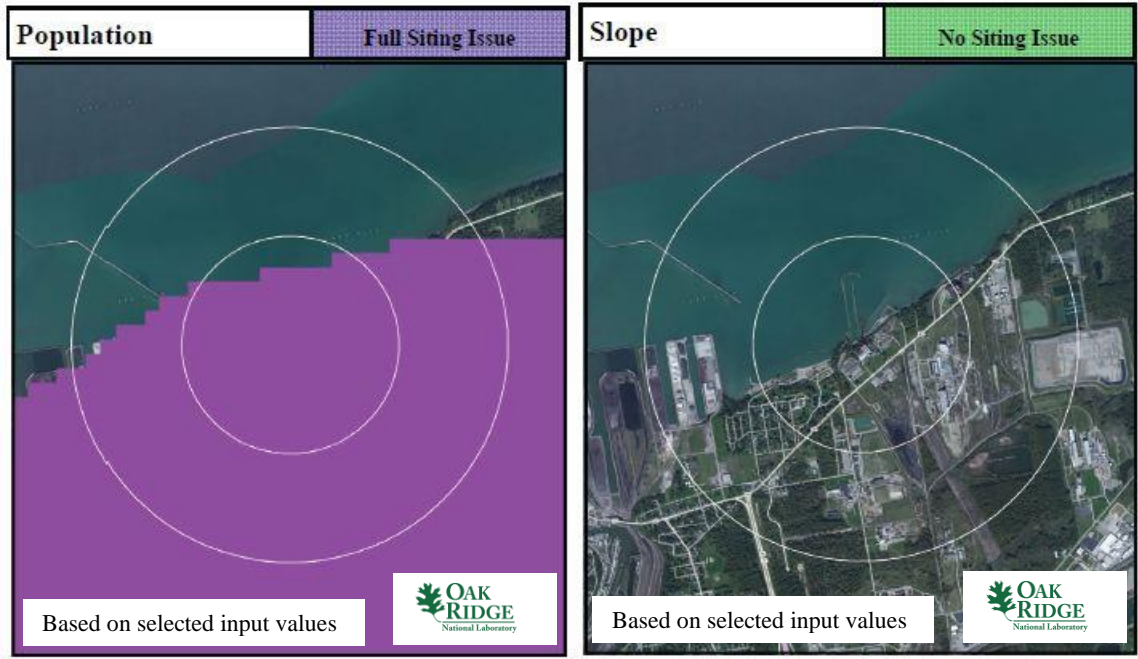 Population
Full Siting Issue
Slope
No Siting Issue
Based on selected input values
OAK
RIDGE
National Laboratory
Based on selected input values
OAK
RIDGE
National Laboratory